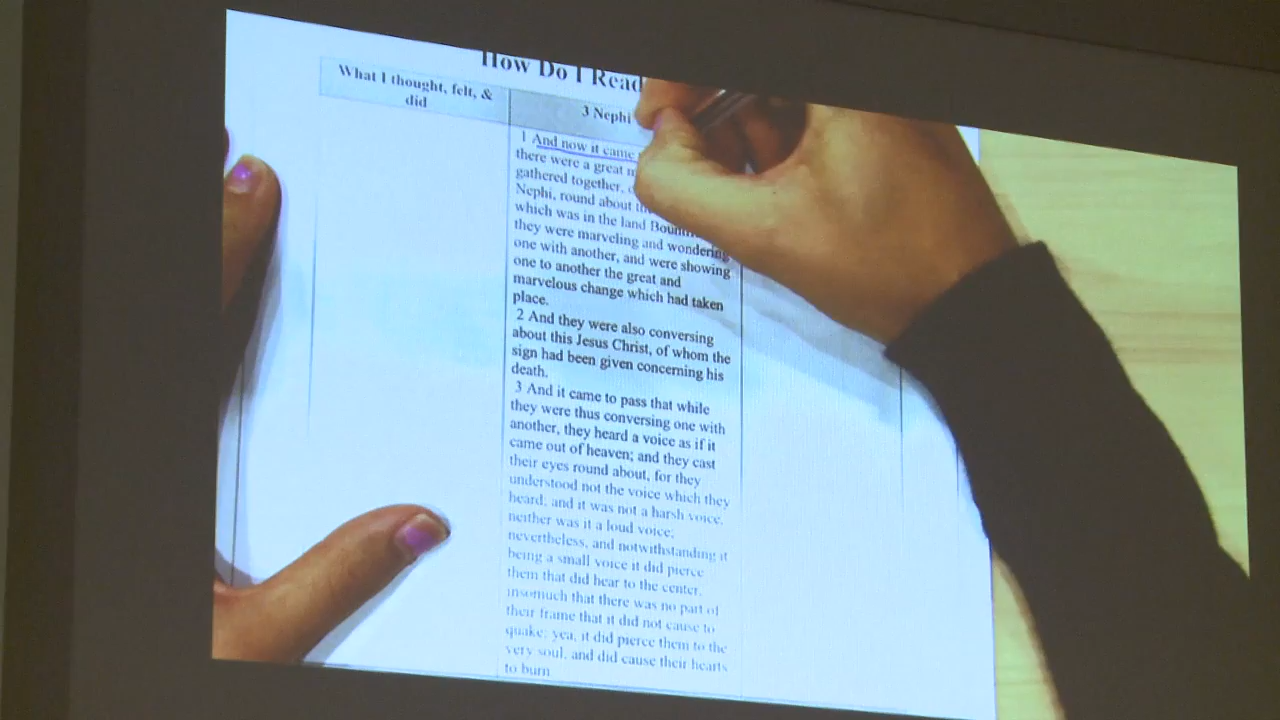 How Do I Read
What I thought, felt, &
did
3 Nephi
1 And now it came
there were a great
gathered together,
Nephi, round about
which was in the land
they were marveling and wondering
one with another, and were showing
one to another the great and
marvelous change which had taken
place.
2 And they were also conversing
about this Jesus Christ, of whom the
sign had been given concerning his
death.
3 And it came to pass that while
they were thus conversing one with
another, they heard a voice as if it
came out of heaven; and they cast
their eyes round about, for they
understood not the voice which they
heard; and it was not a harsh voice,
neither was it a loud voice;
nevertheless, and notwithstanding it
being a small voice it did pierce
them that did hear to the center,
insomuch that there was no part of
their frame that it did not cause to
quake; yea, it did pierce them to the
very soul, and did cause their hearts
to burn